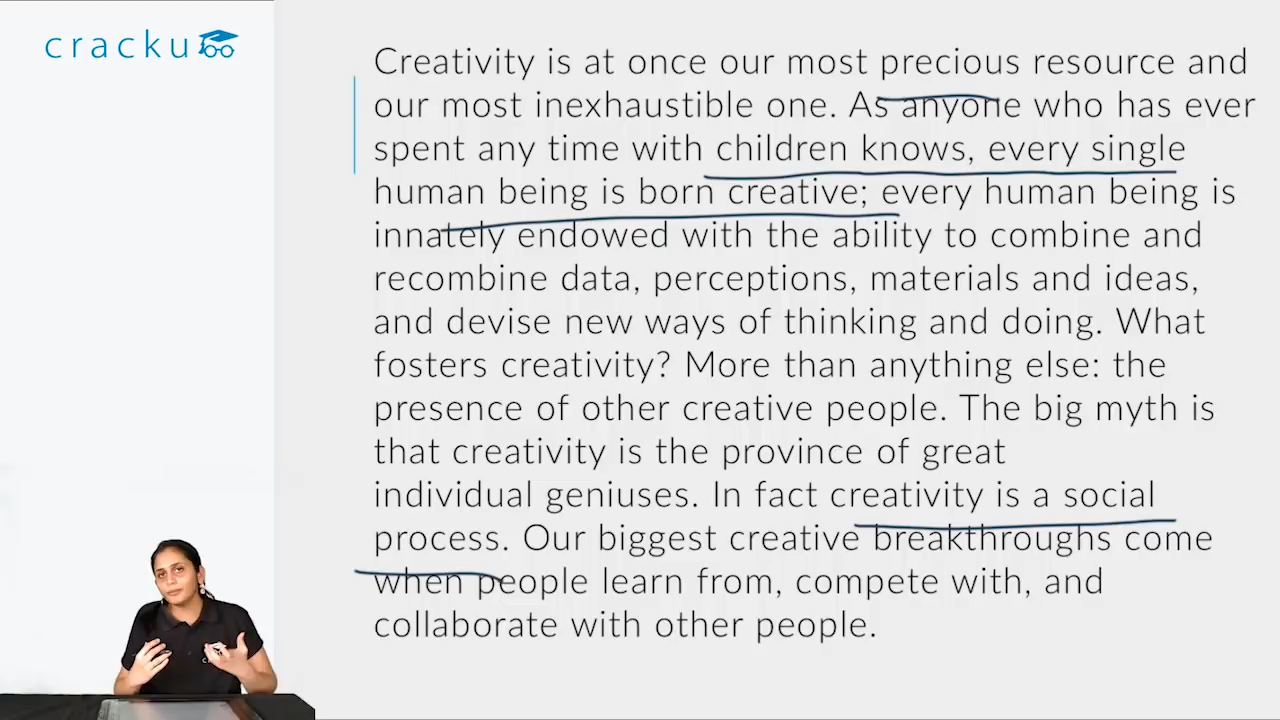 cracku
Creativity is at once our most precious resource and
our most inexhaustible one. As anyone who has ever
spent any time with children knows, every single
human being is born creative; every human being is
innately endowed with the ability to combine and
recombine data, perceptions, materials and ideas,
and devise new ways of thinking and doing. What
fosters creativity? More than anything else: the
presence of other creative people. The big myth is
that creativity is the province of great
individual geniuses. In fact creativity is a social
process. Our biggest creative breakthroughs come
when people learn from, compete with, and
collaborate with other people.